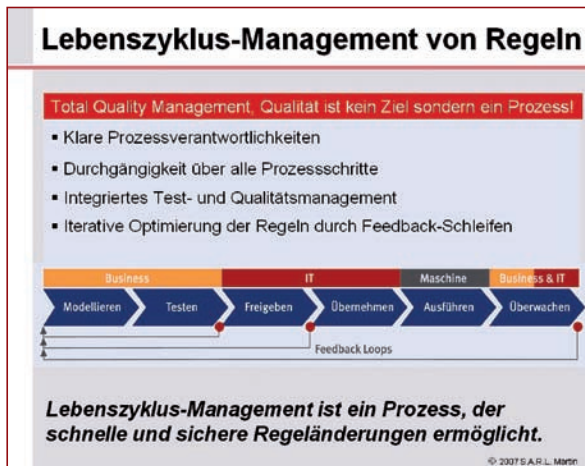 Lebenszyklus-Management von Regeln
Total Quality Management, Qualität ist kein Ziel sondern ein Prozess!
▪ Klare Prozessverantwortlichkeiten
▪ Durchgängigkeit über alle Prozessschritte
▪ Integriertes Test- und Qualitätsmanagement
▪ Iterative Optimierung der Regeln durch Feedback-Schleifen
Business IT Maschine Business & IT
Modellieren Testen Freigeben Übernehmen Ausführen Überwachen
Feedback Loops
Lebenszyklus-Management ist ein Prozess, der
schnelle und sichere Regeländerungen ermöglicht.
© 2007 S.A.R.L. Martin